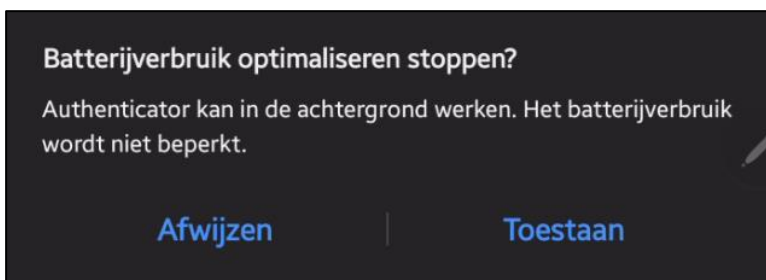 Batterijverbruik optimaliseren stoppen?
Authenticator kan in de achtergrond werken. Het batterijverbruik
wordt niet beperkt.
Afwijzen
Toestaan